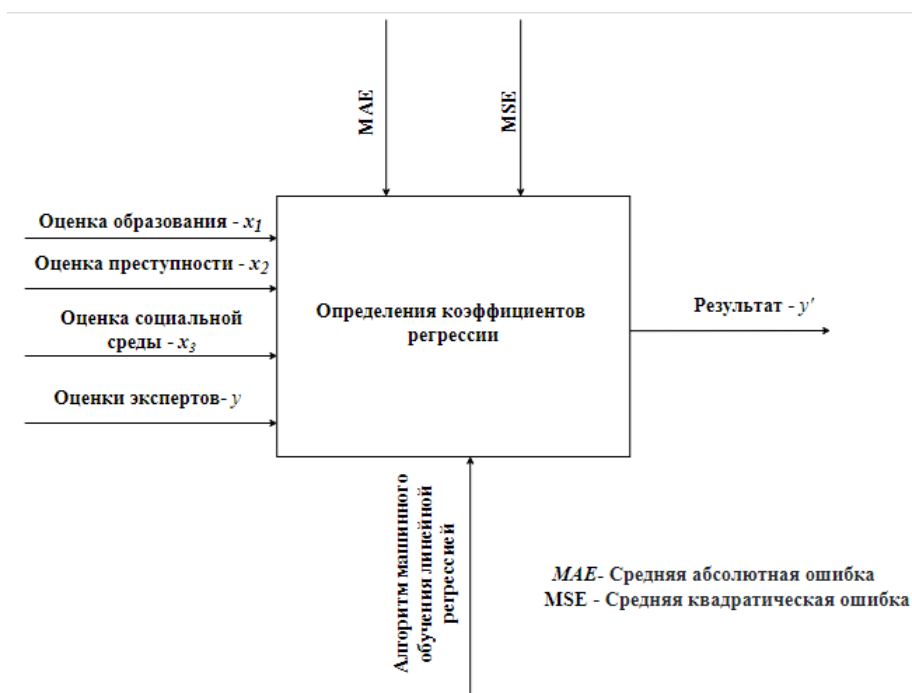 MAE
MSE
Оценка образования - x1
Оценка преступности - x2
Оценка социальной
среды - x3
Оценки экспертов- y
Определения коэффициентов
регрессии
Результат - y'
Алгоритм машинного
обучения линейной
регрессией
MAE- Средняя абсолютная ошибка
MSE - Средняя квадратическая ошибка